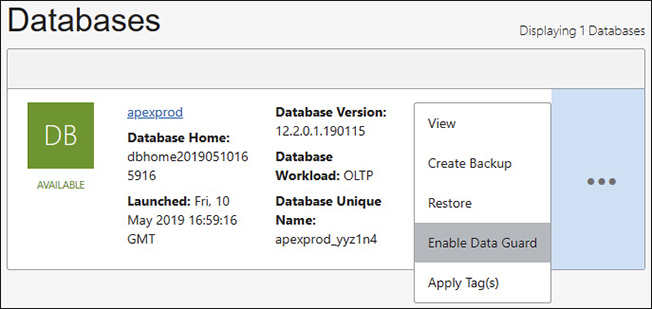 Databases
Displaying 1 Databases
DB
AVAILABLE
apexprod
Database Home:
dbhome2019051016
5916
Launched: Fri, 10
May 2019 16:59:16
GMT
Database Version:
12.2.0.1.190115
Database
Workload: OLTP
Database Unique
Name:
apexprod_yyz1n4
View
Create Backup
Restore
Enable Data Guard
Apply Tag(s)